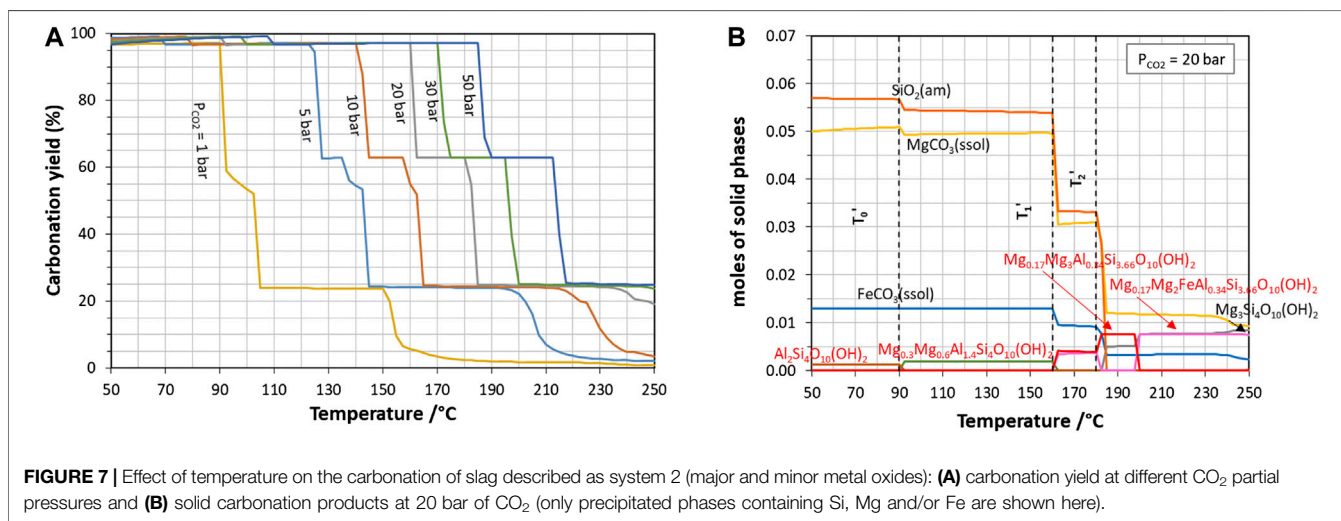 A
100
80
60
40
20
0
Carbonation yield (%)
P_CO2 = 1 bar
5 bar
10 bar
20 bar
30 bar
50 bar
50 70 90 110 130 150 170 190 210 230 250
Temperature /°C
B
0.07
0.06
0.05
0.04
0.03
0.02
0.01
0.00
moles of solid phases
P_CO2 = 20 bar
SiO2(am)
MgCO3(ssol)
T0'
T1'
T2'
Mg0.17Mg3Al0.34Si3.66O10(OH)2
Mg0.17Mg2FeAl0.34Si3.66O10(OH)2
FeCO3(ssol)
Mg3Si4O10(OH)2
Al2Si4O10(OH)2
Mg0.3Mg0.6Al1.4Si4O10(OH)2
50 70 90 110 130 150 170 190 210 230 250
Temperature /°C
FIGURE 7 | Effect of temperature on the carbonation of slag described as system 2 (major and minor metal oxides): (A) carbonation yield at different CO2 partial
pressures and (B) solid carbonation products at 20 bar of CO2 (only precipitated phases containing Si, Mg and/or Fe are shown here).